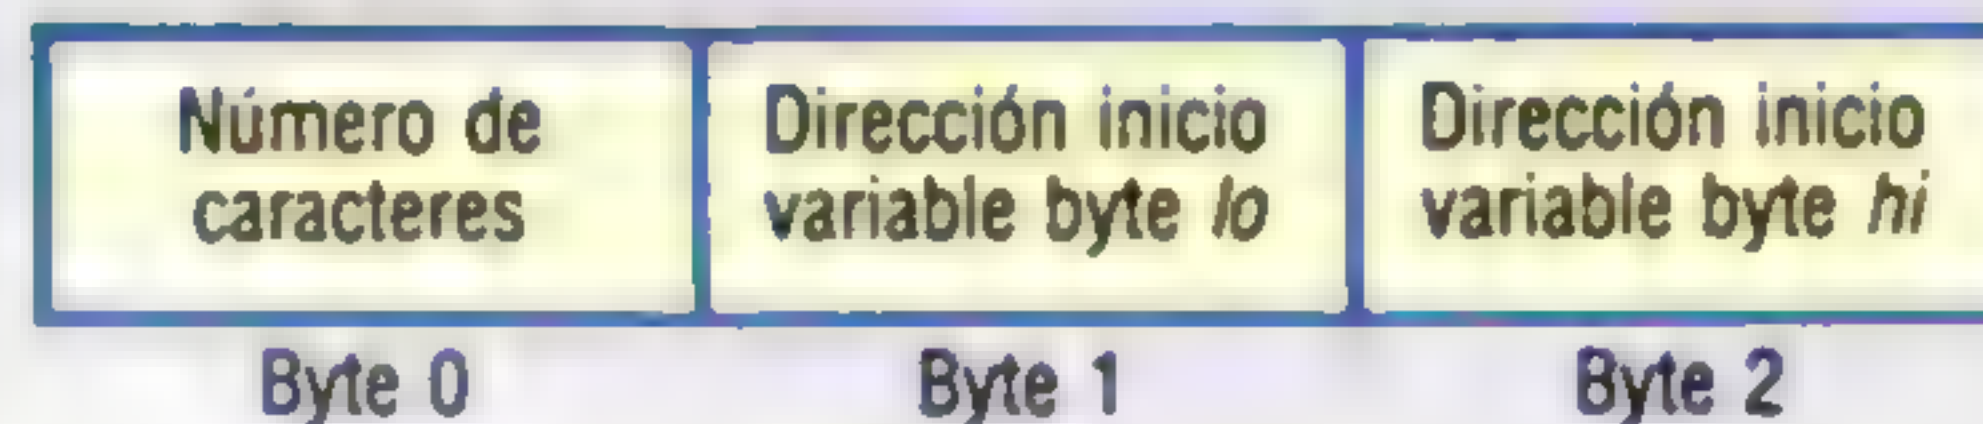 Número de
caracteres
Dirección inicio
variable byte lo
Dirección inicio
variable byte hi
Byte 0
Byte 1
Byte 2